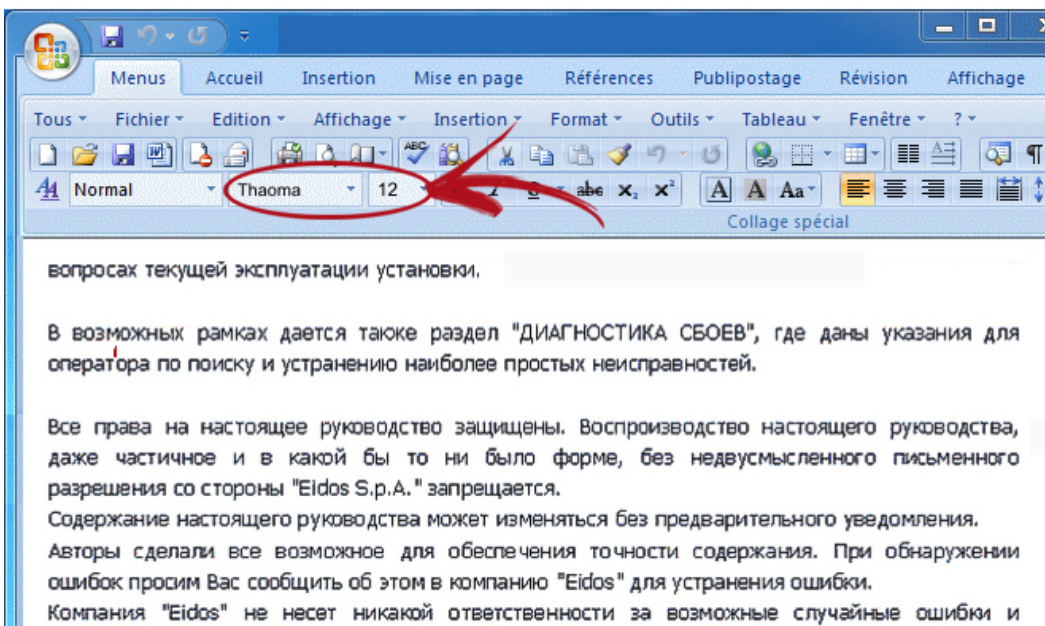 Menus Accueil Insertion Mise en page Références Publipostage Révision Affichage
Tous Fichier Edition Affichage Insertion Format Outils Tableau Fenêtre ?
ABC
Normal Thaoma 12 S abc x₂ x² A A Aa
Collage spécial
вопросах текущей эксплуатации установки.
В возможных рамках дается также раздел "ДИАГНОСТИКА СБОЕВ", где даны указания для
оператора по поиску и устранению наиболее простых неисправностей.
Все права на настоящее руководство защищены. Воспроизводство настоящего руководства,
даже частичное и в какой бы то ни было форме, без недвусмысленного письменного
разрешения со стороны "Eidos S.p.A." запрещается.
Содержание настоящего руководства может изменяться без предварительного уведомления.
Авторы сделали все возможное для обеспечения точности содержания. При обнаружении
ошибок просим Вас сообщить об этом в компанию "Eidos" для устранения ошибки.
Компания "Eidos" не несет никакой ответственности за возможные случайные ошибки и